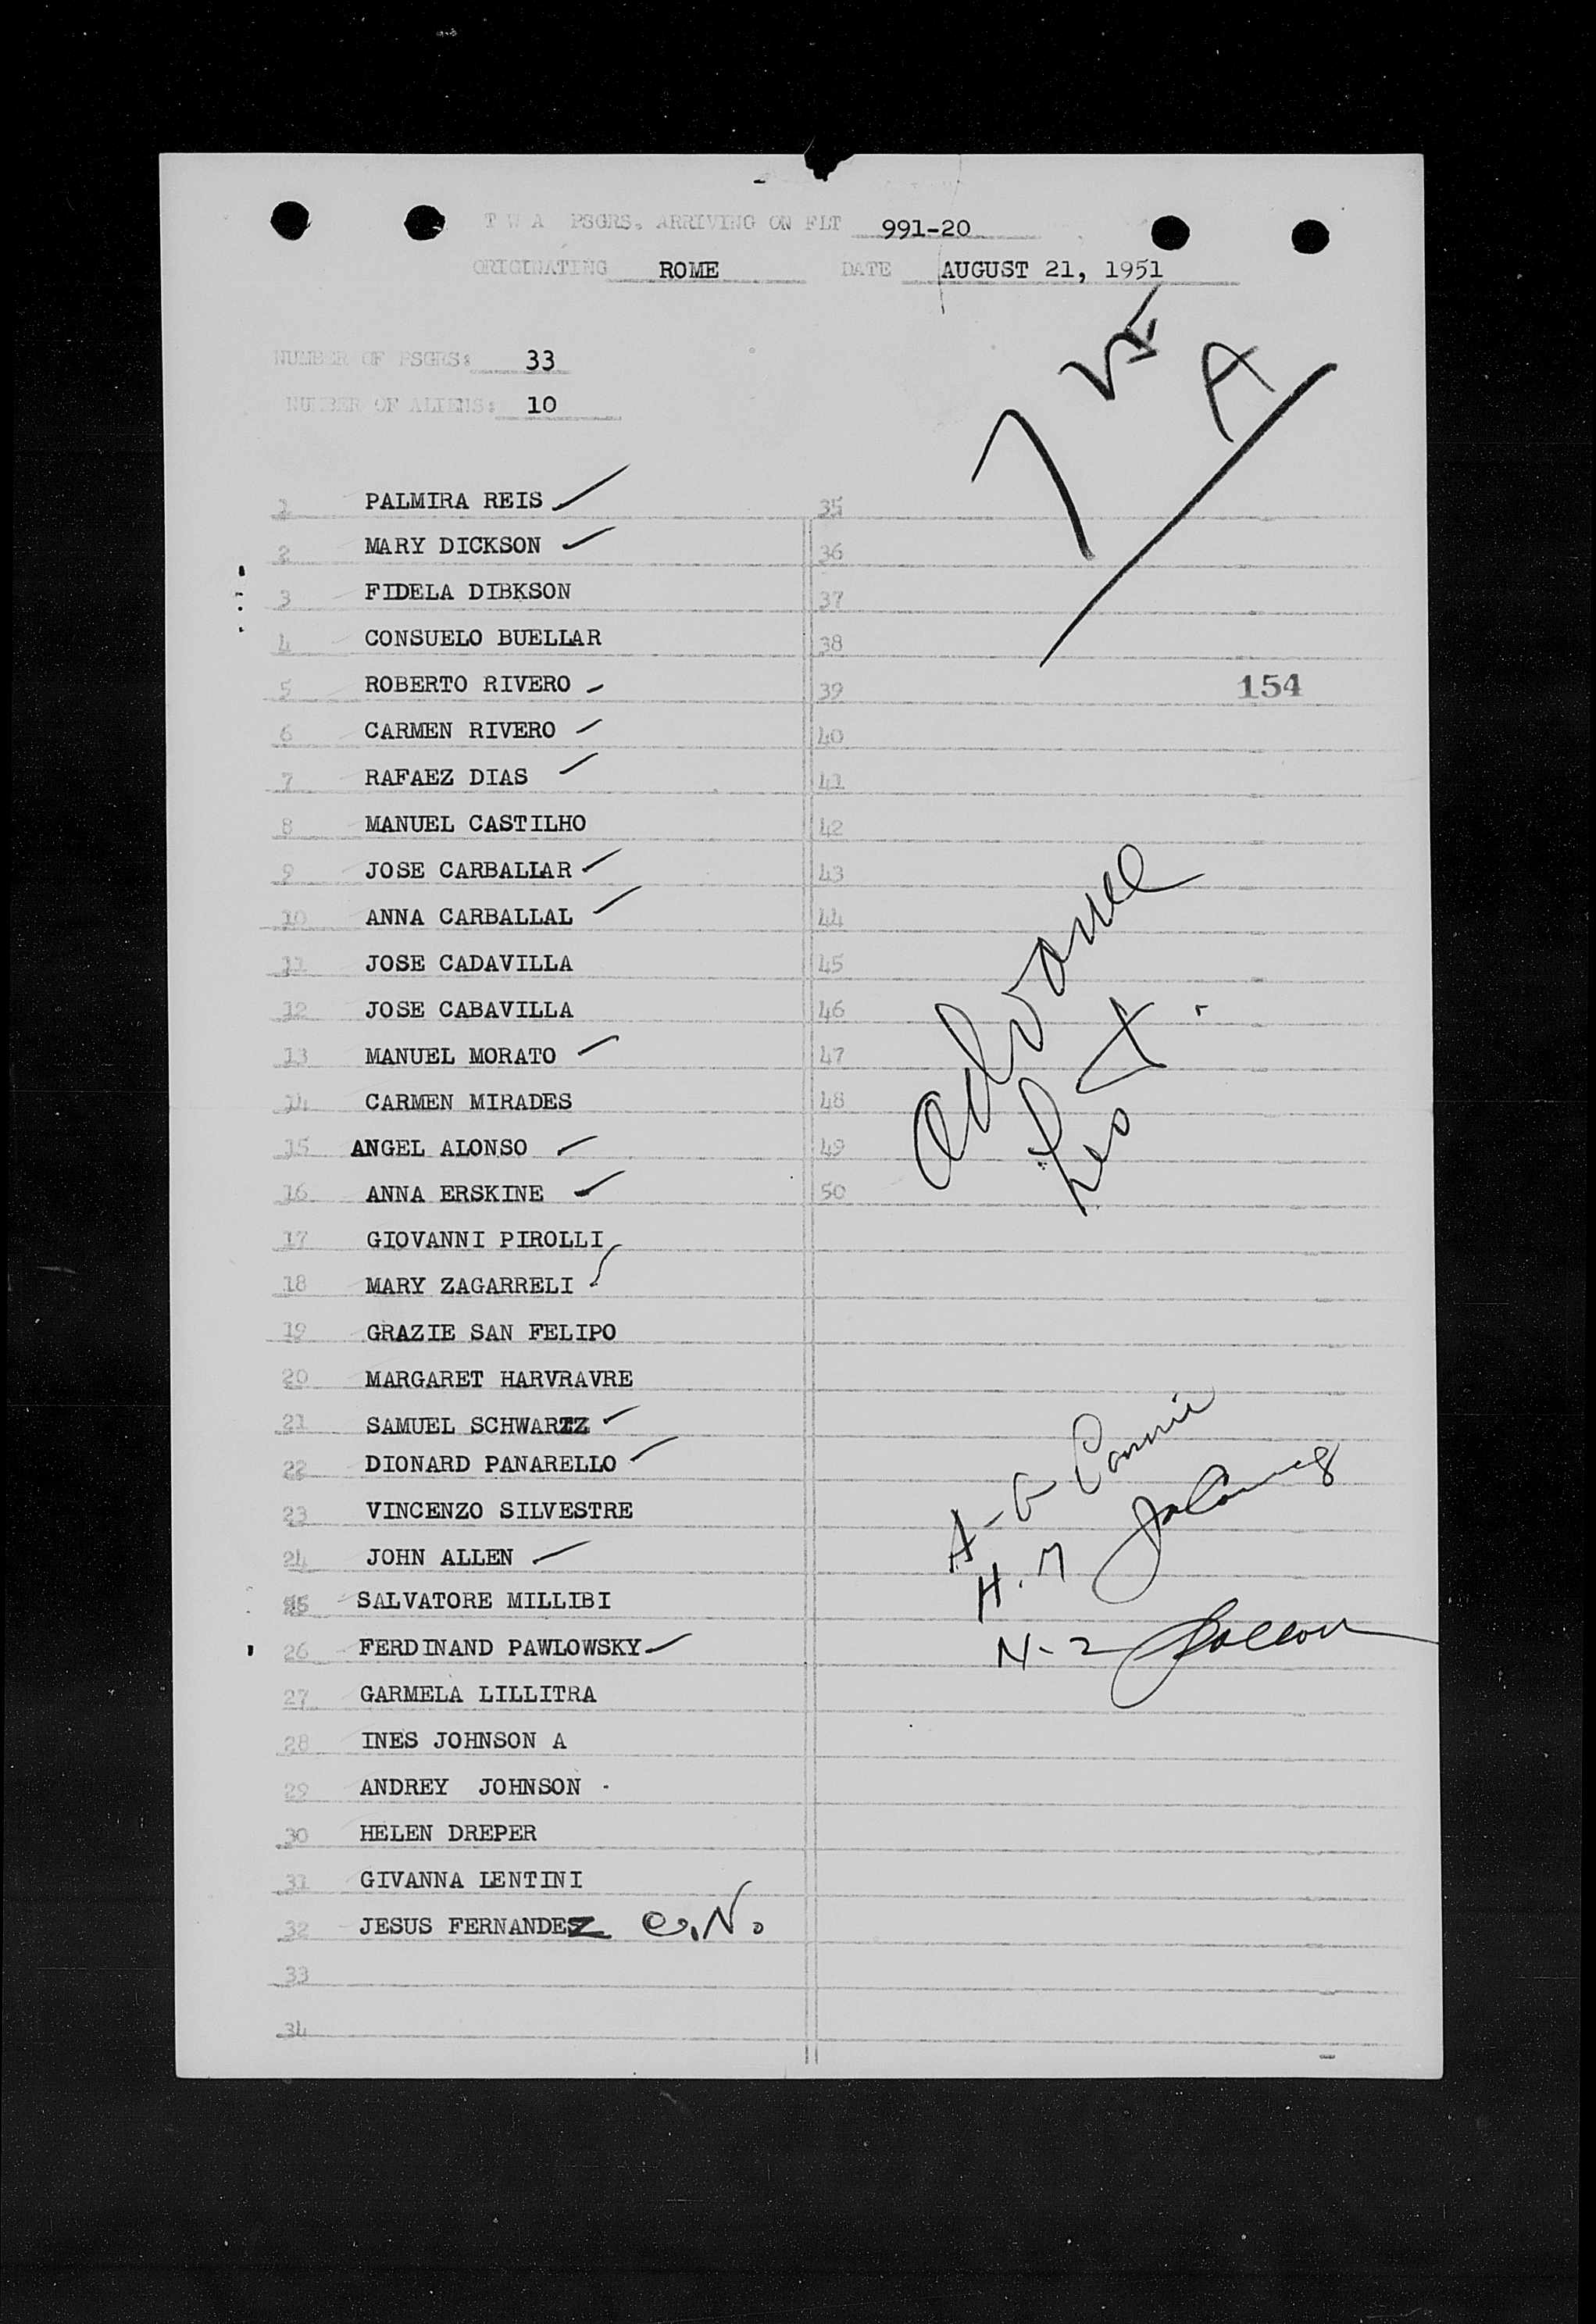 T W A PSGRS. ARRIVING ON FLT 991-20
ORIGINATING ROME DATE AUGUST 21, 1951
NUMBER OF PSGRS: 33
NUMBER OF ALIENS: 10
A
1 PALMIRA REIS
2 MARY DICKSON
3 FIDELA DIBKSON
4 CONSUELO BUELLAR
5 ROBERTO RIVERO
6 CARMEN RIVERO
7 RAFAEZ DIAS
8 MANUEL CASTILHO
9 JOSE CARBALLAR
10 ANNA CARBALLAL
11 JOSE CADAVILLA
12 JOSE CABAVILLA
13 MANUEL MORATO
14 CARMEN MIRADES
15 ANGEL ALONSO
16 ANNA ERSKINE
17 GIOVANNI PIROLLI
18 MARY ZAGARRELI
19 GRAZIE SAN FELIPO
20 MARGARET HARVRAVRE
21 SAMUEL SCHWARTZ
22 DIONARD PANARELLO
23 VINCENZO SILVESTRE
24 JOHN ALLEN
25 SALVATORE MILLIBI
26 FERDINAND PAWLOWSKY
27 GARMELA LILLITRA
28 INES JOHNSON A
29 ANDREY JOHNSON
30 HELEN DREPER
31 GIVANNA LENTINI
32 JESUS FERNANDEZ C.N.
33
34
35
36
37
38
39
154
40
41
42
43
44
45
46
47
48
49
50
Advance
List
A-G Connie
H.M
N-Z